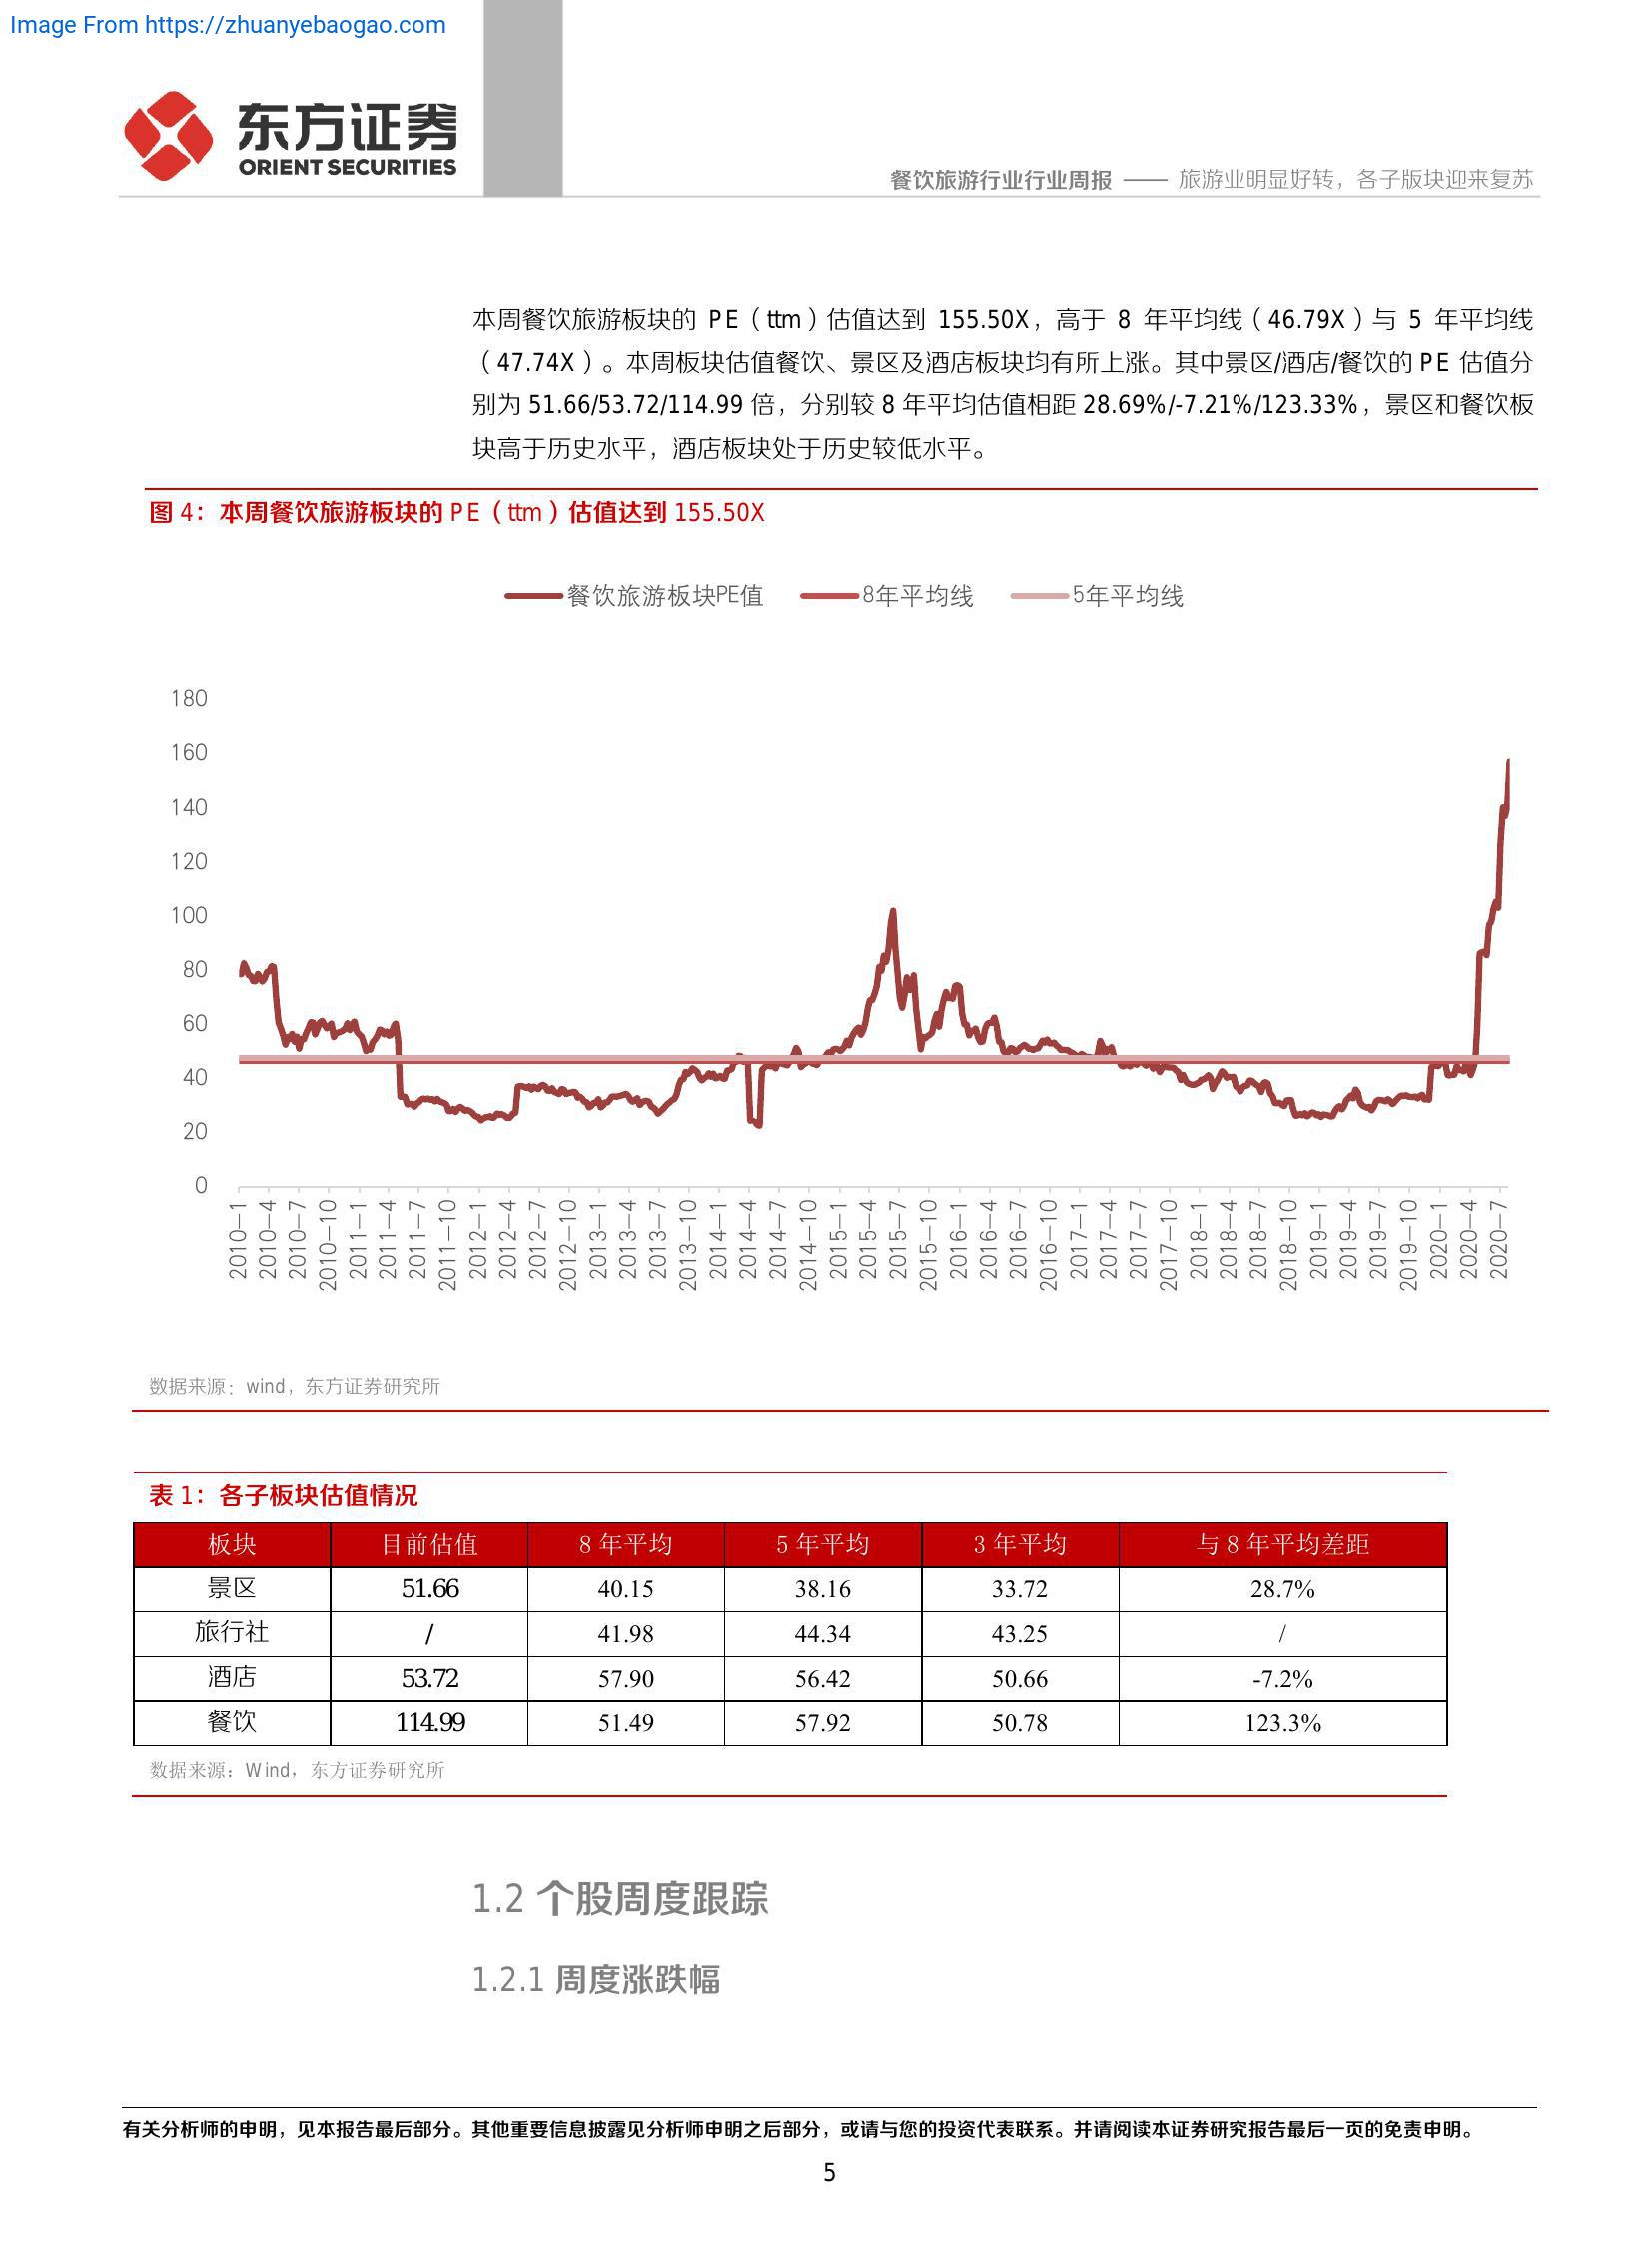 Image From https://zhuanyebaogao.com
东方证券
ORIENT SECURITIES
餐饮旅游行业行业周报 —— 旅游业明显好转，各子版块迎来复苏
本周餐饮旅游板块的 PE（ttm）估值达到 155.50X，高于 8 年平均线（46.79X）与 5 年平均线
（47.74X）。本周板块估值餐饮、景区及酒店板块均有所上涨。其中景区/酒店/餐饮的 PE 估值分
别为 51.66/53.72/114.99 倍，分别较 8 年平均估值相距 28.69%/-7.21%/123.33%，景区和餐饮板
块高于历史水平，酒店板块处于历史较低水平。
图 4：本周餐饮旅游板块的 PE（ttm）估值达到 155.50X
餐饮旅游板块PE值 8年平均线 5年平均线
180
160
140
120
100
80
60
40
20
0
2010-1 2010-4 2010-7 2010-10 2011-1 2011-4 2011-7 2011-10 2012-1 2012-4 2012-7 2012-10 2013-1 2013-4 2013-7 2013-10 2014-1 2014-4 2014-7 2014-10 2015-1 2015-4 2015-7 2015-10 2016-1 2016-4 2016-7 2016-10 2017-1 2017-4 2017-7 2017-10 2018-1 2018-4 2018-7 2018-10 2019-1 2019-4 2019-7 2019-10 2020-1 2020-4 2020-7
数据来源：wind，东方证券研究所
表 1：各子板块估值情况
板块 目前估值 8 年平均 5 年平均 3 年平均 与 8 年平均差距
景区 51.66 40.15 38.16 33.72 28.7%
旅行社 / 41.98 44.34 43.25 /
酒店 53.72 57.90 56.42 50.66 -7.2%
餐饮 114.99 51.49 57.92 50.78 123.3%
数据来源：Wind，东方证券研究所
1.2 个股周度跟踪
1.2.1 周度涨跌幅
有关分析师的申明，见本报告最后部分。其他重要信息披露见分析师申明之后部分，或请与您的投资代表联系。并请阅读本证券研究报告最后一页的免责申明。
5